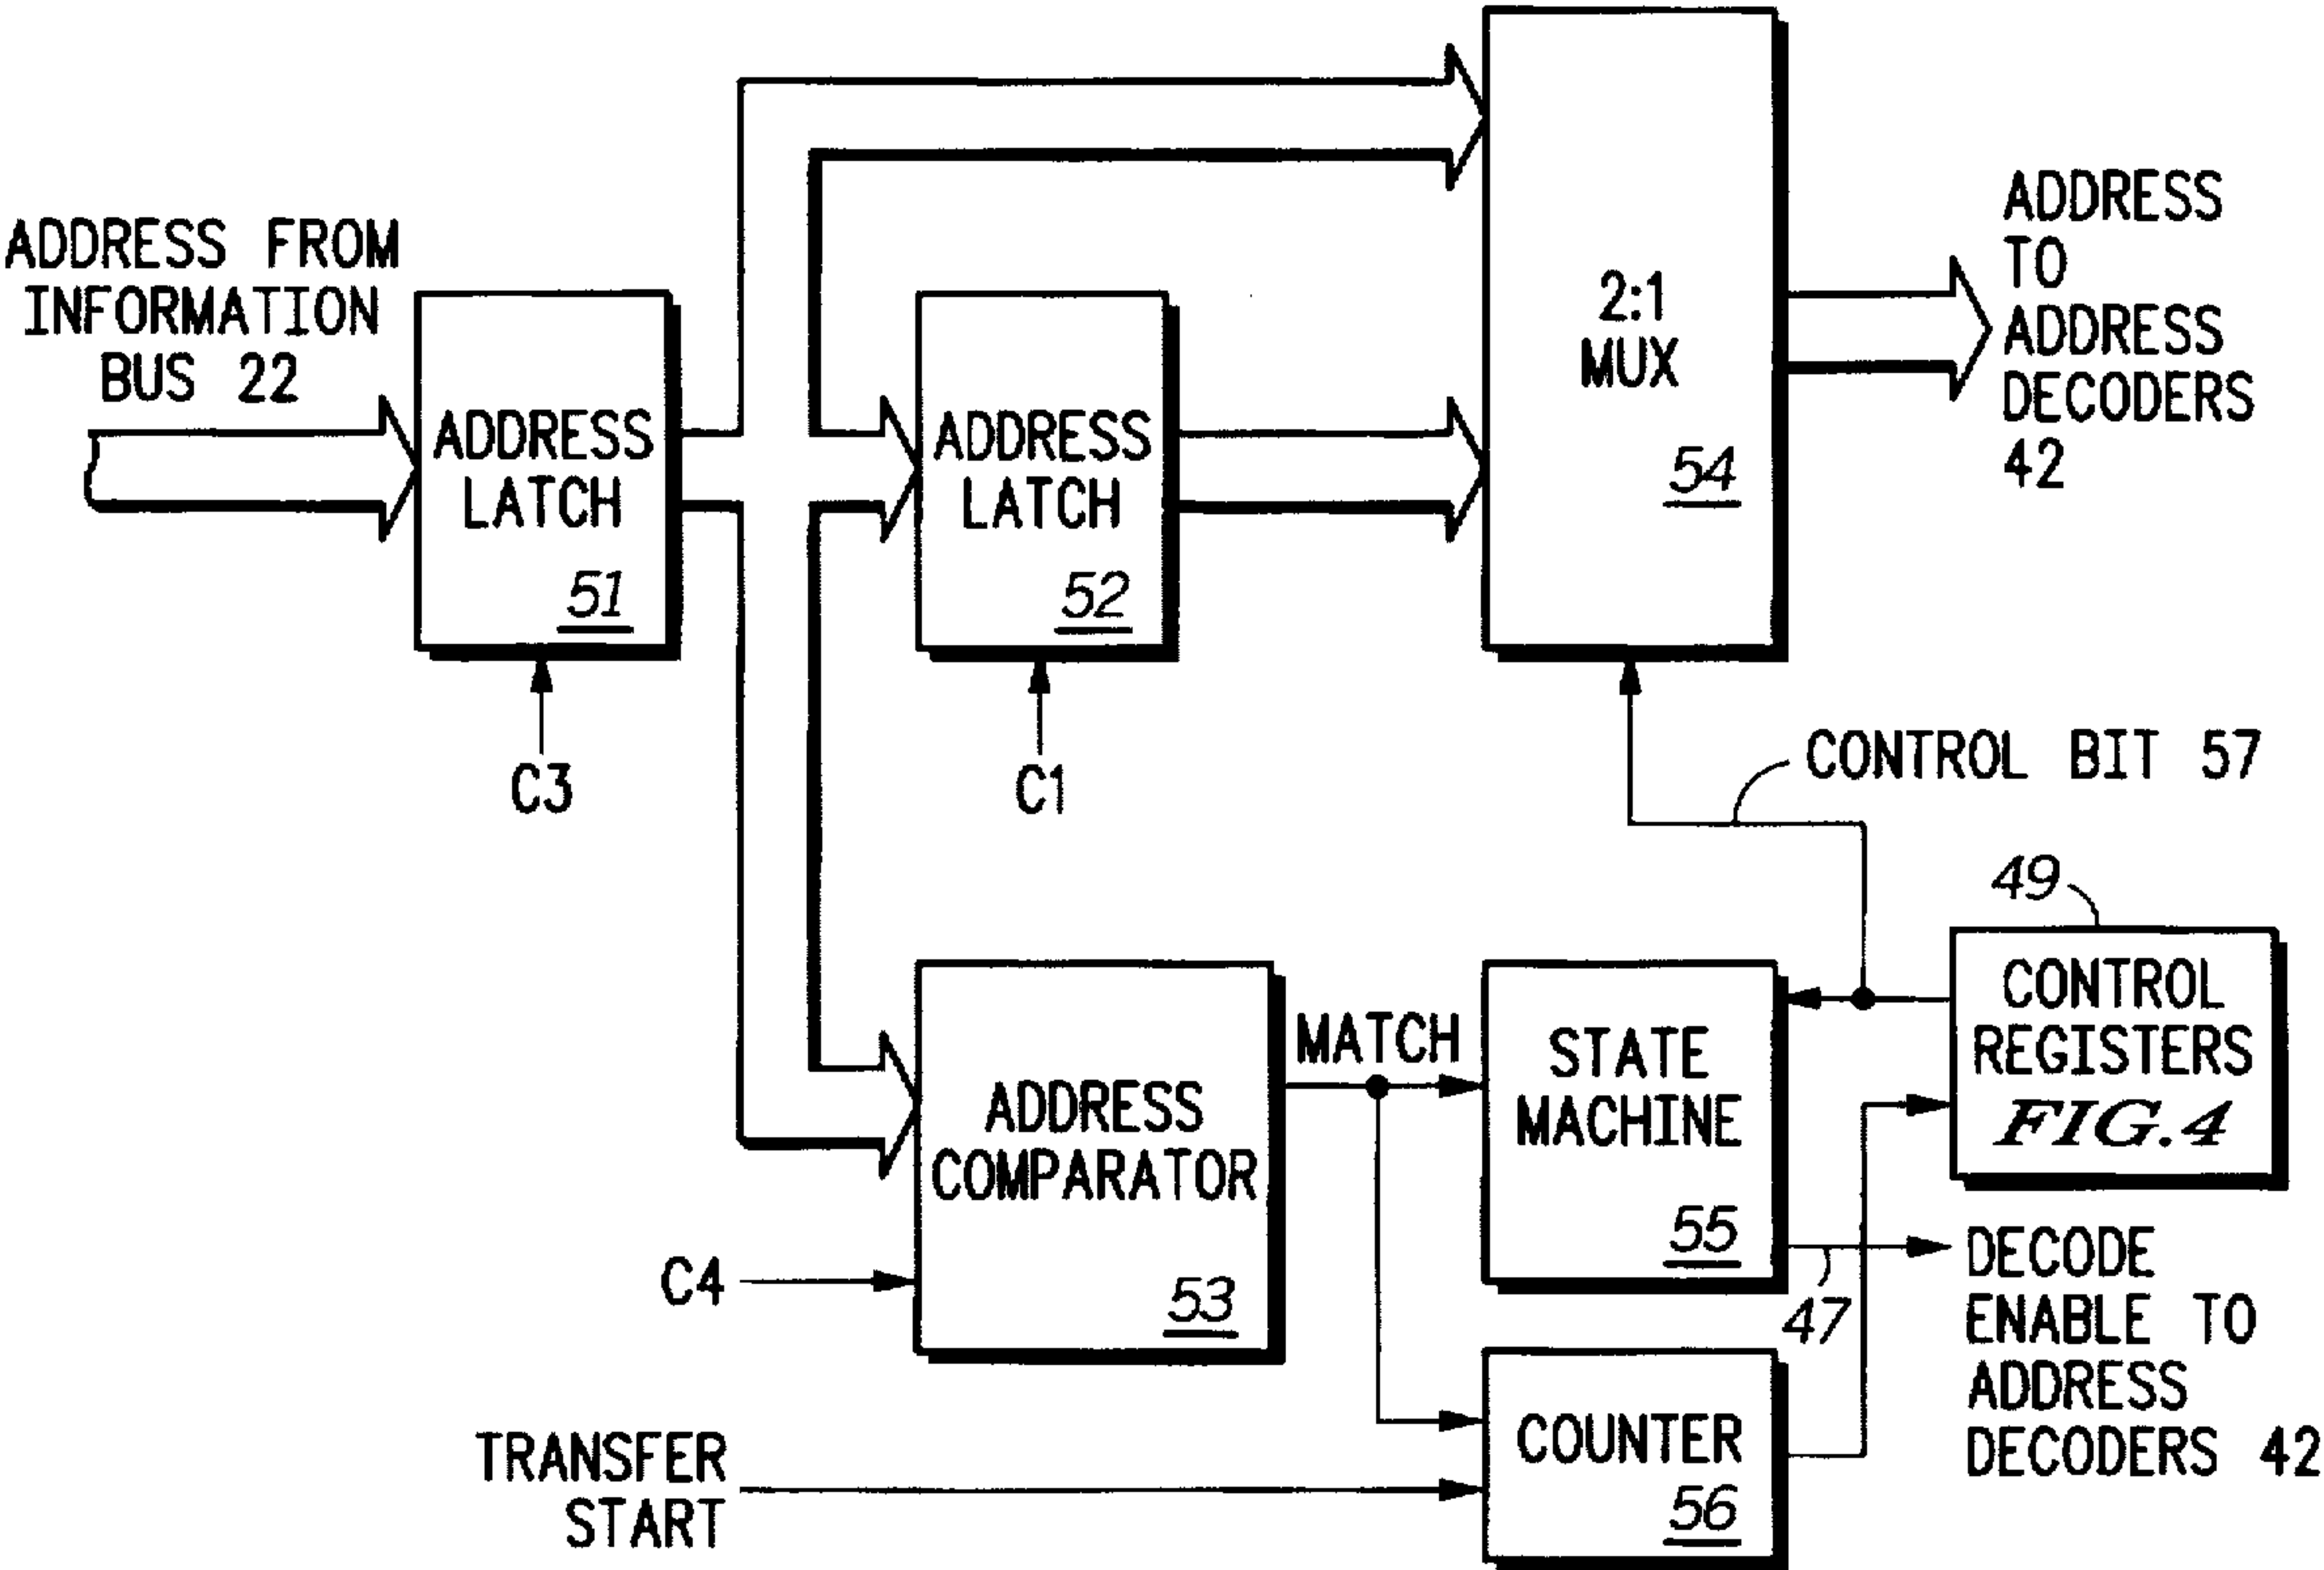 ADDRESS FROM
INFORMATION
BUS 22
ADDRESS
LATCH
51
C3
ADDRESS
LATCH
52
C1
2:1
MUX
54
ADDRESS
TO
ADDRESS
DECODERS
42
CONTROL BIT 57
49
CONTROL
REGISTERS
FIG.4
ADDRESS
COMPARATOR
53
C4
MATCH
STATE
MACHINE
55
47
DECODE
ENABLE TO
ADDRESS
DECODERS 42
TRANSFER
START
COUNTER
56